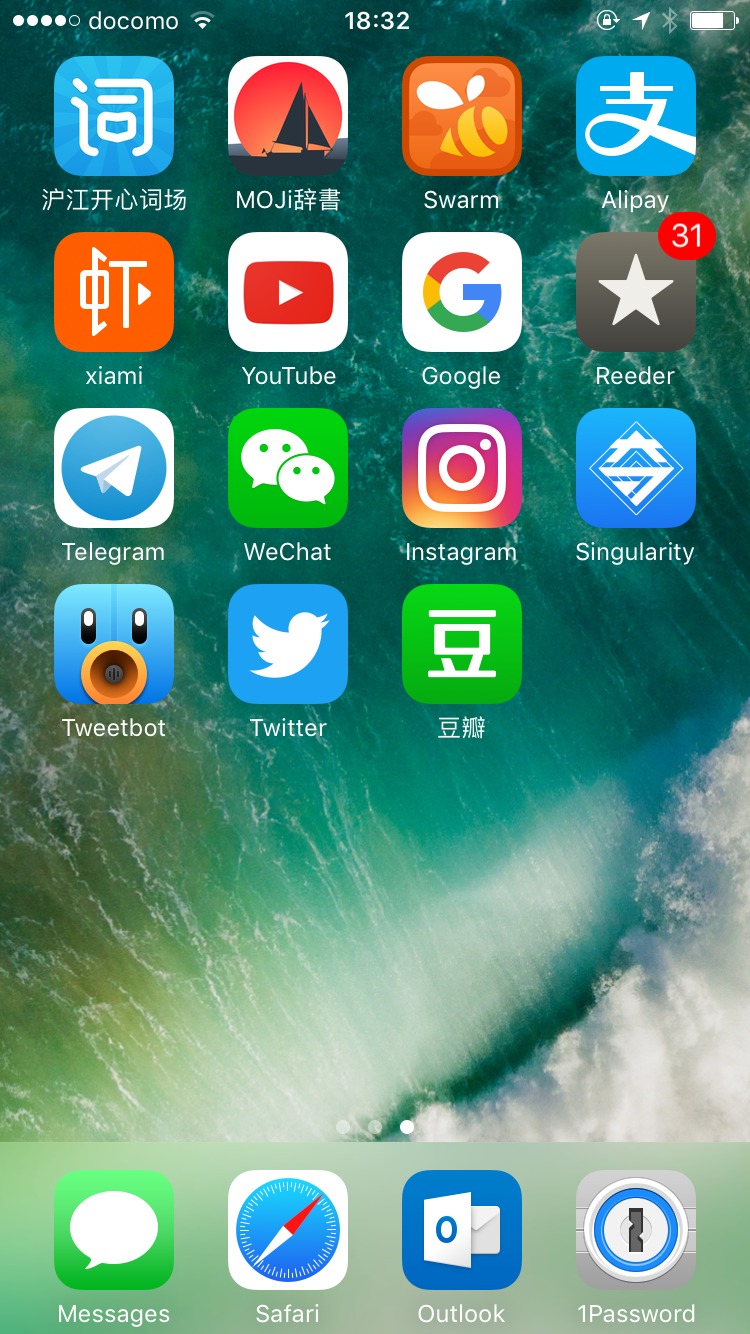 docomo 18:32
词
支
沪江开心词场 MOJi辞書 Swarm Alipay
31
虾
xiami YouTube Google Reeder
Telegram WeChat Instagram Singularity
豆
Tweetbot Twitter 豆瓣
O
Messages Safari Outlook 1Password